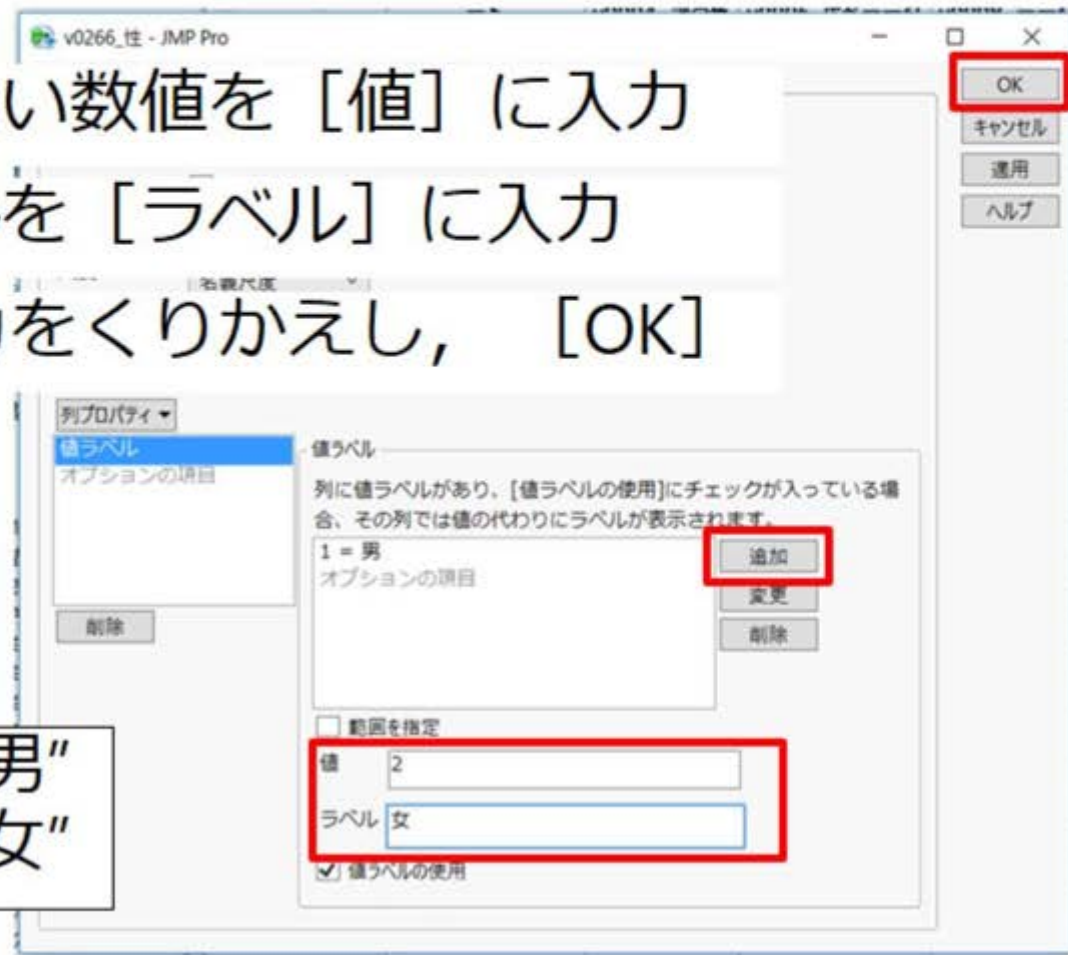 v0266_性 - JMP Pro
OK
い数値を［値］に入力
キャンセル
適用
を［ラベル］に入力
ヘルプ
名義尺度
をくりかえし，［OK］
列プロパティ
値ラベル
オプションの項目
値ラベル
列に値ラベルがあり、[値ラベルの使用]にチェックが入っている場
合、その列では値の代わりにラベルが表示されます。
1 = 男
オプションの項目
追加
変更
削除
削除
範囲を指定
値 2
ラベル 女
値ラベルの使用
男"
女"